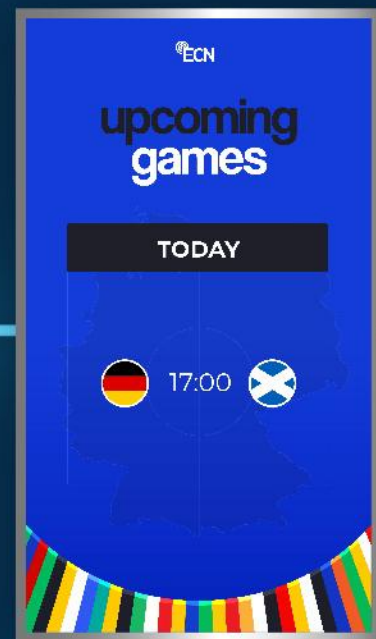 ECN
upcoming
games
TODAY
17:00